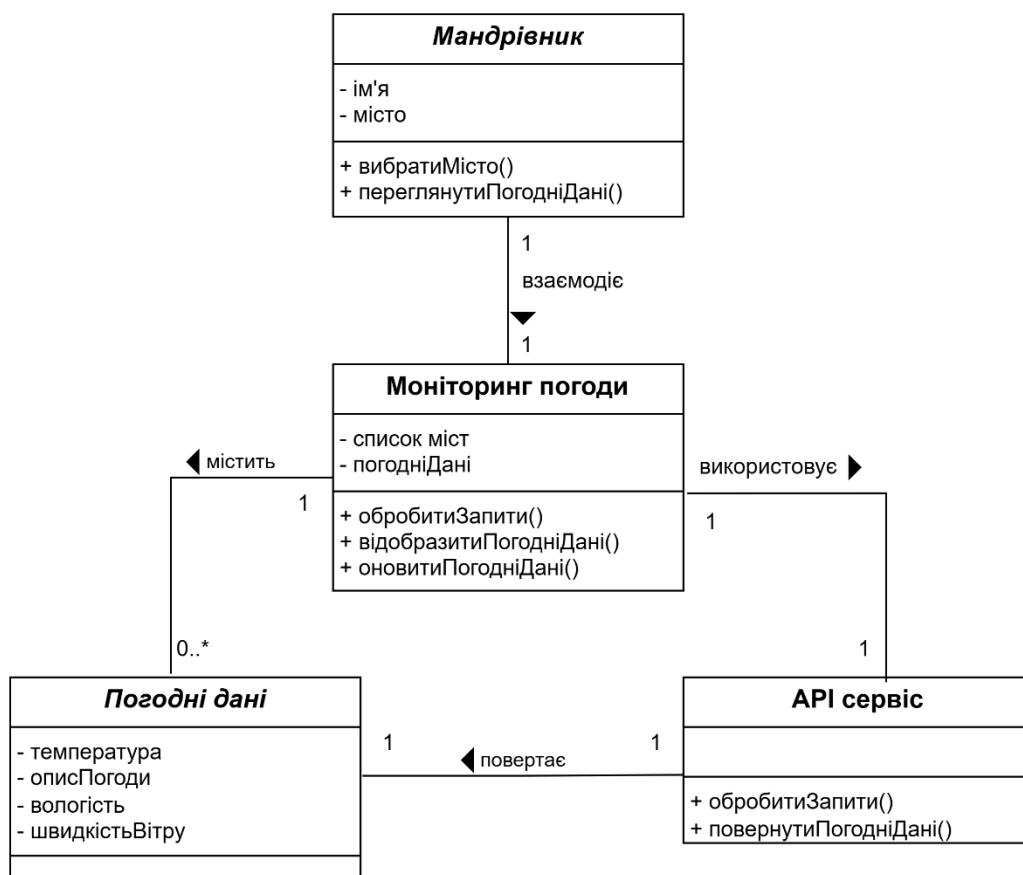 Мандрівник
- ім'я
- місто
+ вибратиМісто()
+ переглянутиПогодніДані()
1
взаємодіє
1
Моніторинг погоди
- список міст
- погодніДані
+ обробитиЗапити()
+ відобразитиПогодніДані()
+ оновитиПогодніДані()
містить
1
0..*
використовує
1
1
Погодні дані
- температура
- описПогоди
- вологість
- швидкістьВітру
1
повертає
1
АРІ сервіс
+ обробитиЗапити()
+ повернутиПогодніДані()